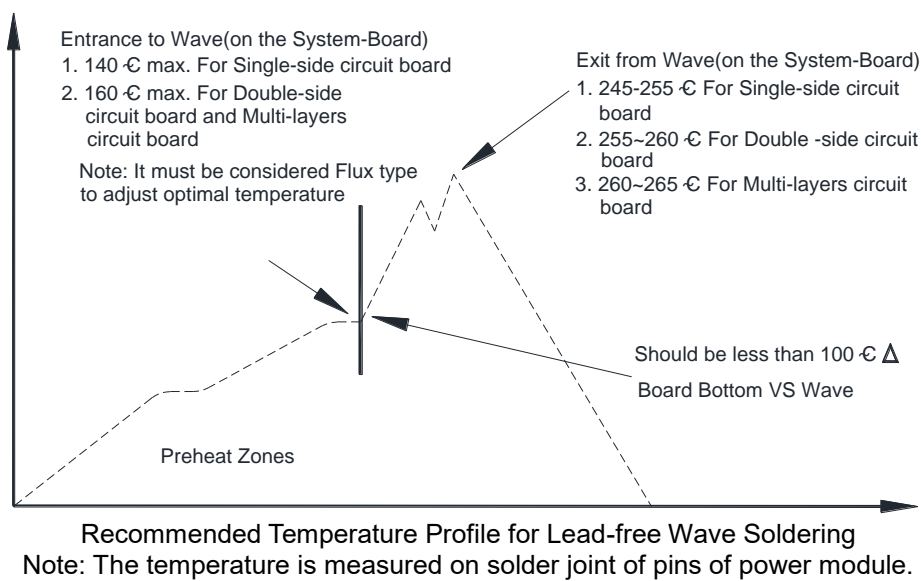 Entrance to Wave(on the System-Board)
1. 140 °C max. For Single-side circuit board
2. 160 °C max. For Double-side
circuit board and Multi-layers
circuit board
Note: It must be considered Flux type
to adjust optimal temperature
Exit from Wave(on the System-Board)
1. 245-255 °C For Single-side circuit
board
2. 255~260 °C For Double -side circuit
board
3. 260~265 °C For Multi-layers circuit
board
Should be less than 100 °C Δ
Board Bottom VS Wave
Preheat Zones
Recommended Temperature Profile for Lead-free Wave Soldering
Note: The temperature is measured on solder joint of pins of power module.